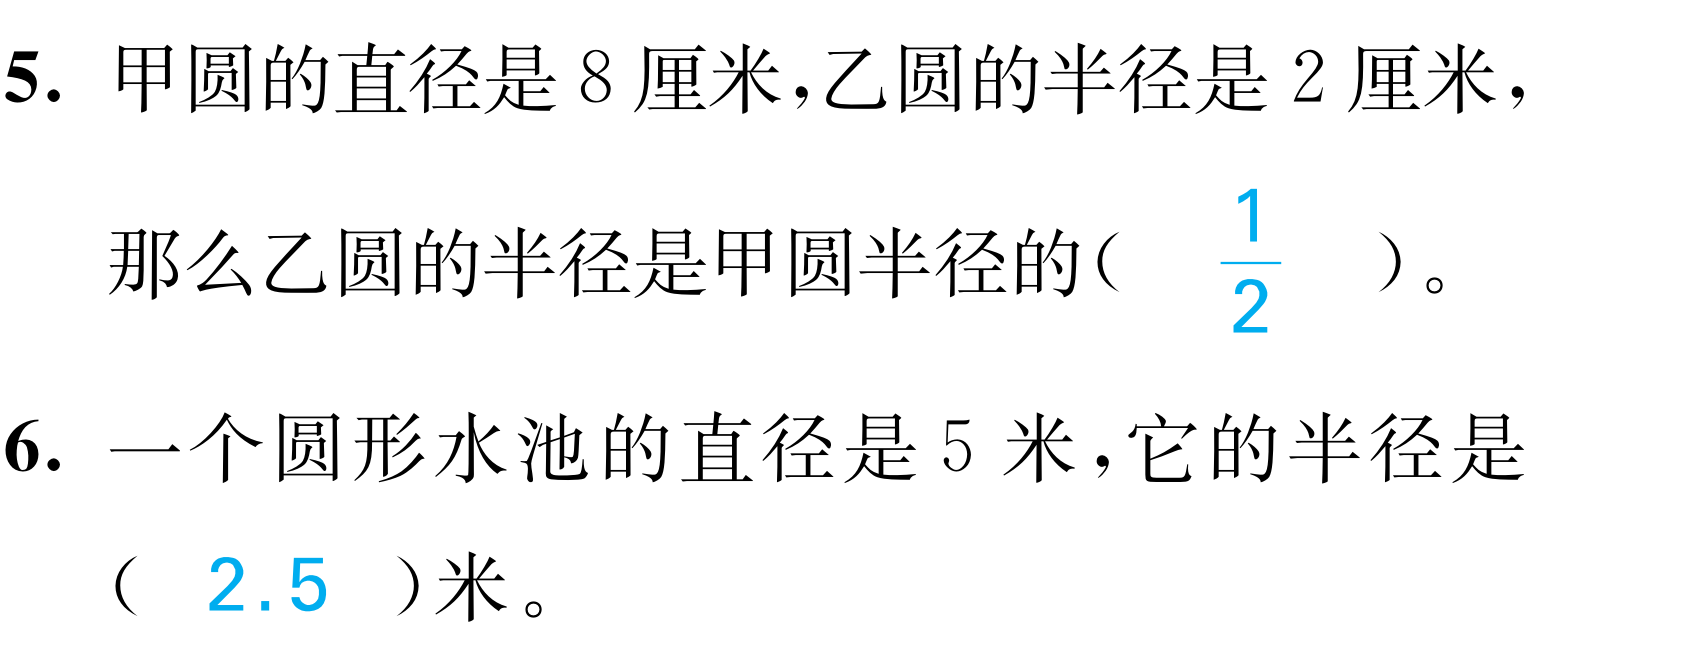 5. 甲圆的直径是 8 厘米,乙圆的半径是 2 厘米,
那么乙圆的半径是甲圆半径的( 1/2 )。
6. 一个圆形水池的直径是 5 米,它的半径是
( 2.5 )米。